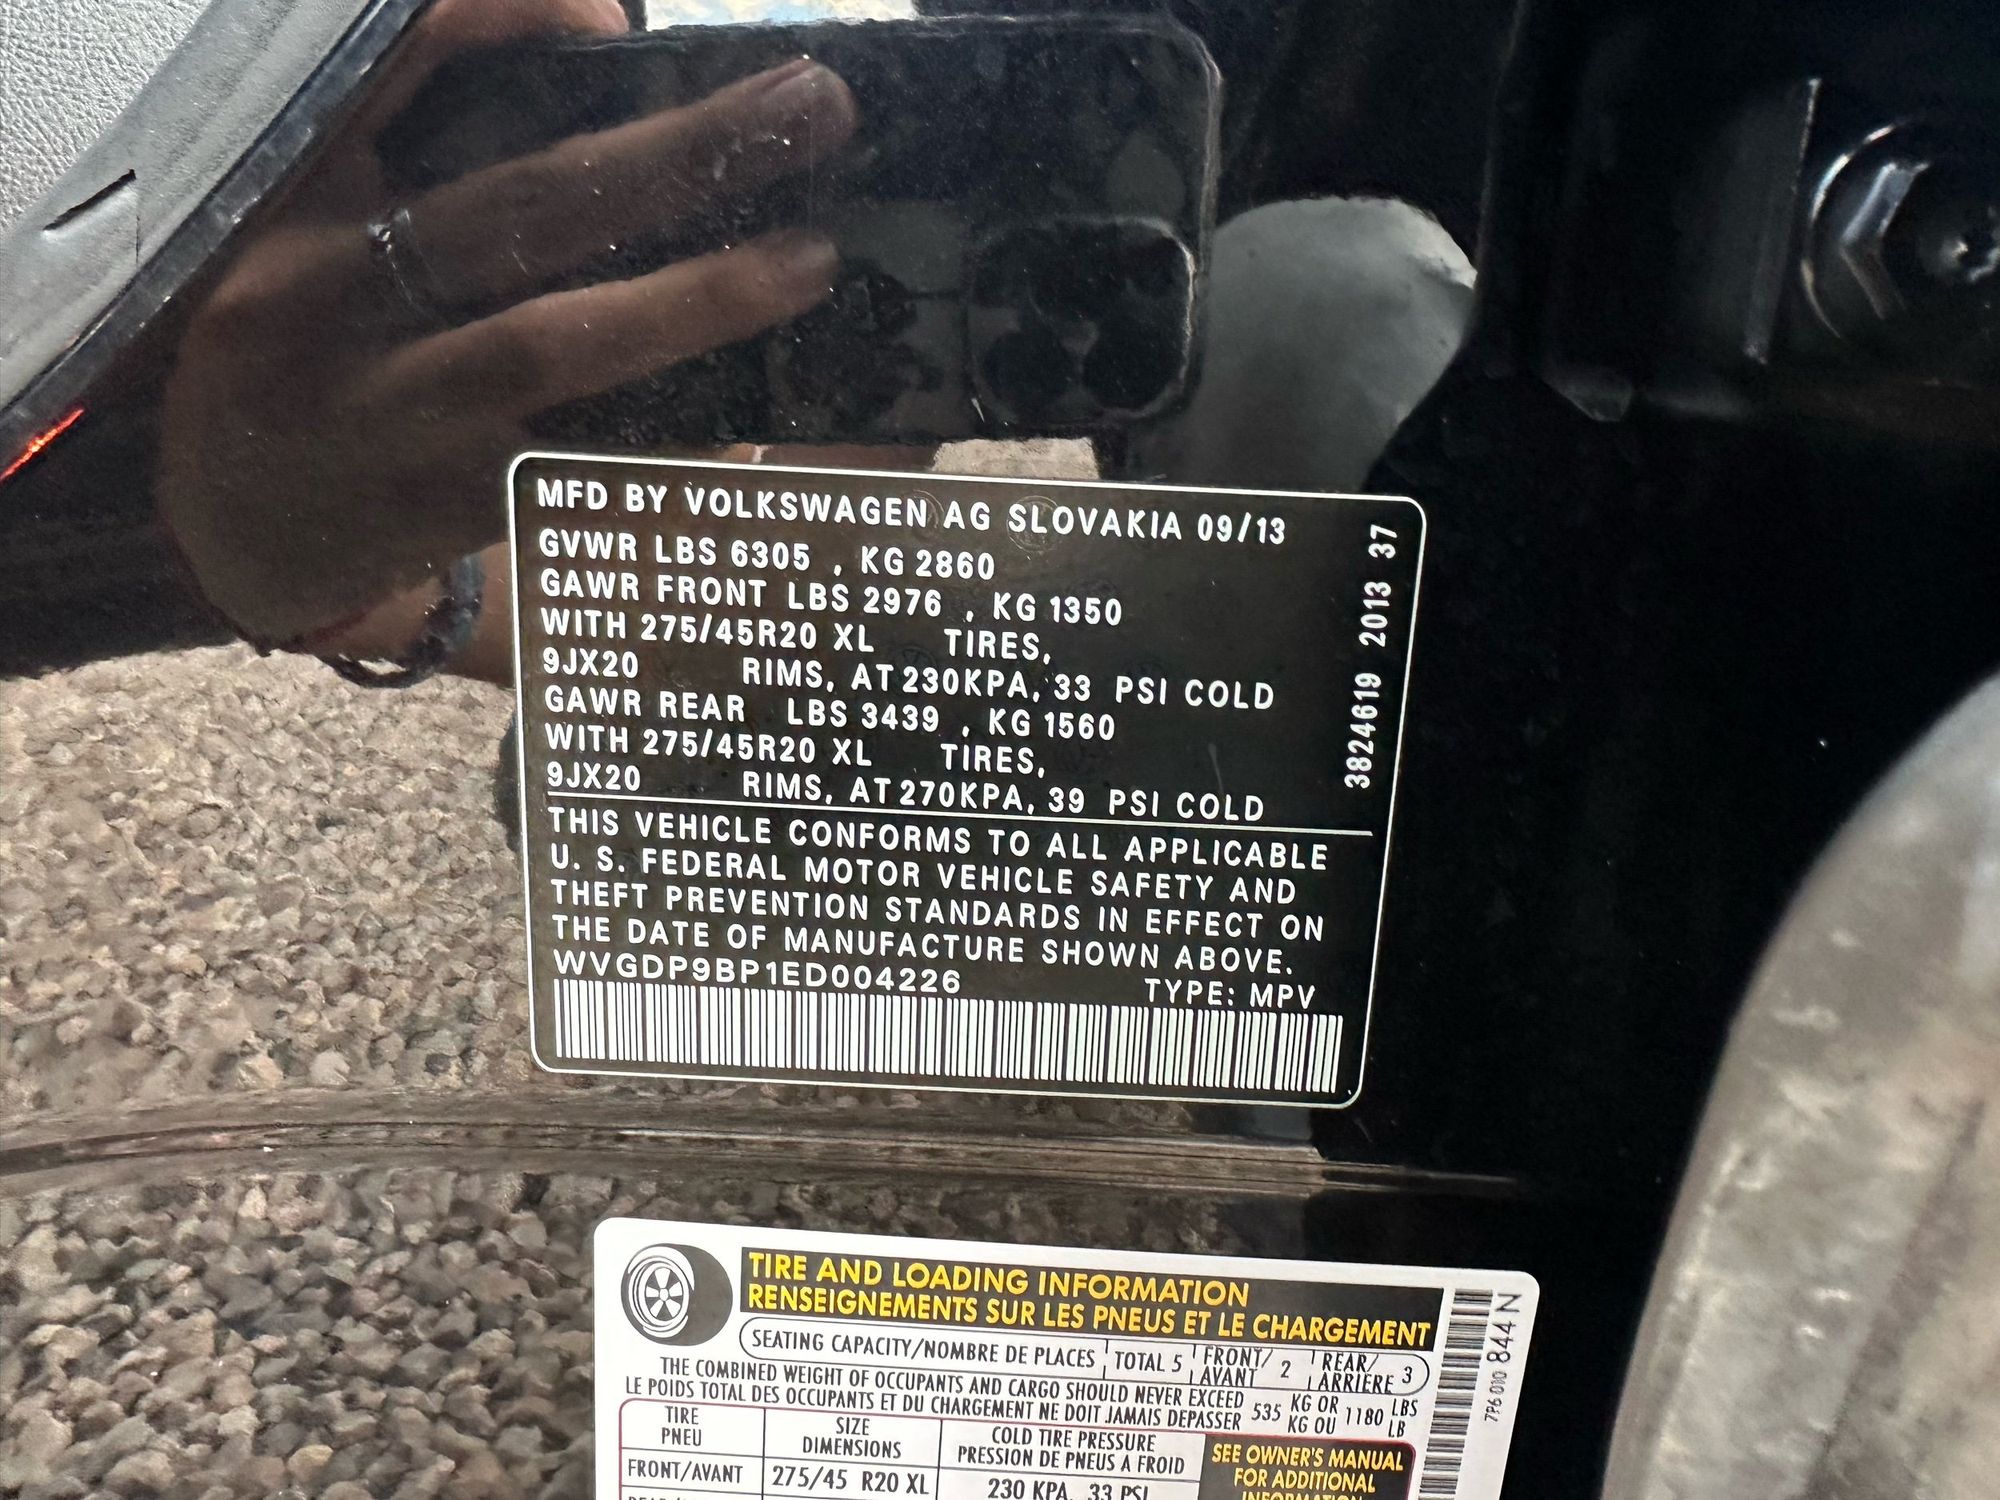 MFD BY VOLKSWAGEN AG SLOVAKIA 09/13
GVWR LBS 6305 , KG 2860
GAWR FRONT LBS 2976 , KG 1350
WITH 275/45R20 XL TIRES,
9JX20 RIMS, AT 230KPA, 33 PSI COLD
GAWR REAR LBS 3439 , KG 1560
WITH 275/45R20 XL TIRES,
9JX20 RIMS, AT 270KPA, 39 PSI COLD
THIS VEHICLE CONFORMS TO ALL APPLICABLE
U. S. FEDERAL MOTOR VEHICLE SAFETY AND
THEFT PREVENTION STANDARDS IN EFFECT ON
THE DATE OF MANUFACTURE SHOWN ABOVE.
WVGDP9BP1ED004226 TYPE: MPV
3824619 2013 37
TIRE AND LOADING INFORMATION
RENSEIGNEMENTS SUR LES PNEUS ET LE CHARGEMENT
SEATING CAPACITY/NOMBRE DE PLACES TOTAL 5 FRONT/AVANT 2 REAR/ARRIÈRE 3
THE COMBINED WEIGHT OF OCCUPANTS AND CARGO SHOULD NEVER EXCEED 535 KG OR 1180 LBS
LE POIDS TOTAL DES OCCUPANTS ET DU CHARGEMENT NE DOIT JAMAIS DEPASSER KG OU LB
TIRE SIZE COLD TIRE PRESSURE
PNEU DIMENSIONS PRESSION DE PNEUS A FROID
FRONT/AVANT 275/45 R20 XL 230 KPA, 33 PSI
SEE OWNER'S MANUAL
FOR ADDITIONAL
INFORMATION
7P6 010 844 N